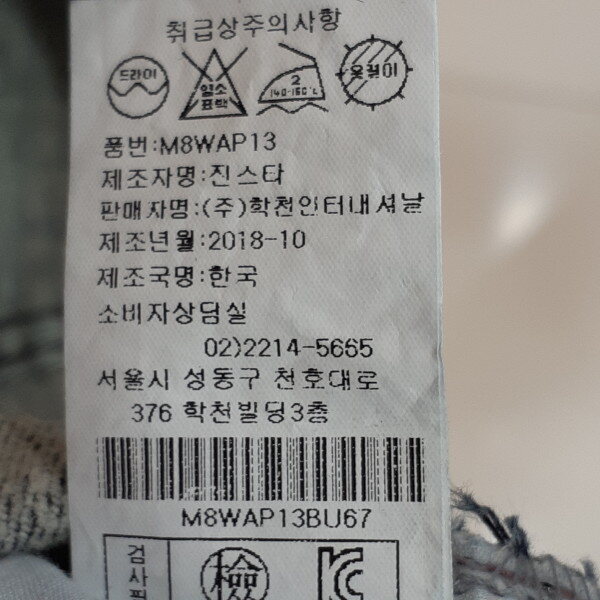 취급상주의사항
드라이 염소 표백 2 140-160℃ 옷걸이
품번:M8WAP13
제조자명:진스타
판매자명:(주)학천인터내셔날
제조년월:2018-10
제조국명:한국
소비자상담실
02)2214-5665
서울시 성동구 천호대로
376 학천빌딩3층
M8WAP13BU67
검사필 檢 KC